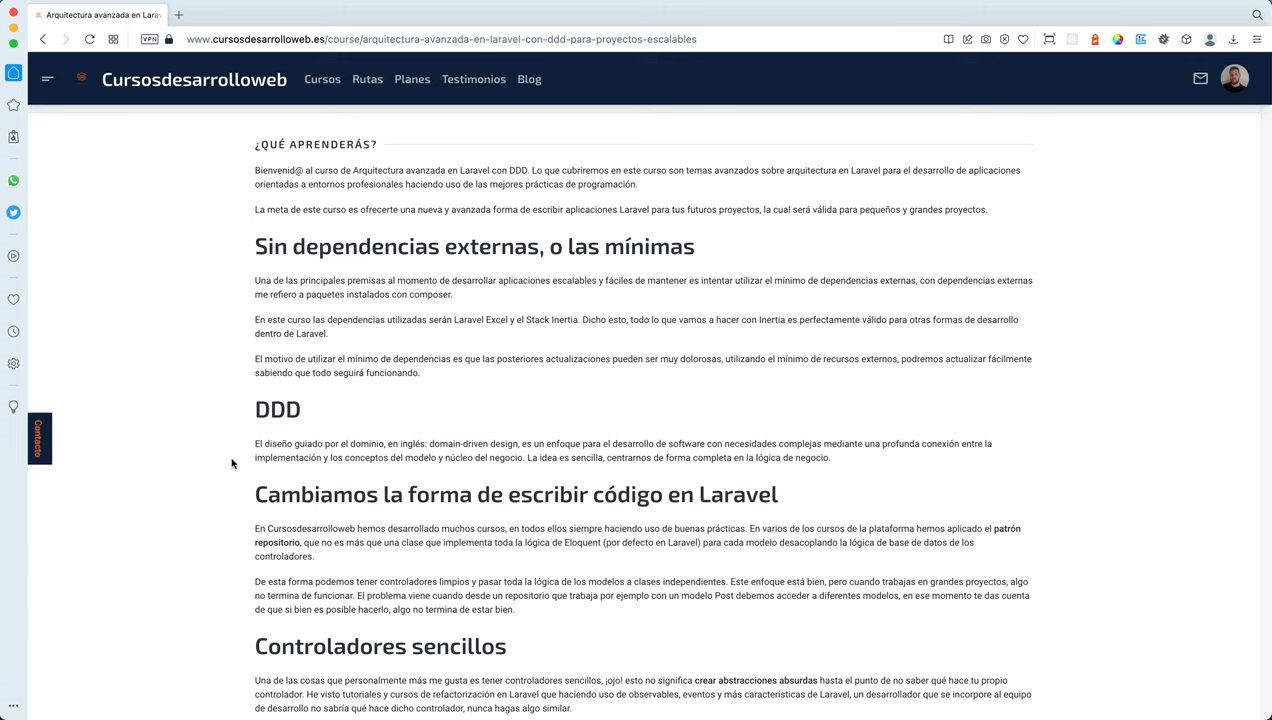 Arquitectura avanzada en Lara
VPN
www.cursosdesarrolloweb.es/course/arquitectura-avanzada-en-laravel-con-ddd-para-proyectos-escalables
Cursosdesarrolloweb Cursos Rutas Planes Testimonios Blog
¿QUÉ APRENDERÁS?
Bienvenid@ al curso de Arquitectura avanzada en Laravel con DDD. Lo que cubriremos en este curso son temas avanzados sobre arquitectura en Laravel para el desarrollo de aplicaciones
orientadas a entornos profesionales haciendo uso de las mejores prácticas de programación.
La meta de este curso es ofrecerte una nueva y avanzada forma de escribir aplicaciones Laravel para tus futuros proyectos, la cual será válida para pequeños y grandes proyectos.
Sin dependencias externas, o las mínimas
Una de las principales premisas al momento de desarrollar aplicaciones escalables y fáciles de mantener es intentar utilizar el mínimo de dependencias externas, con dependencias externas
me refiero a paquetes instalados con composer.
En este curso las dependencias utilizadas serán Laravel Excel y el Stack Inertia. Dicho esto, todo lo que vamos a hacer con Inertia es perfectamente válido para otras formas de desarrollo
dentro de Laravel.
El motivo de utilizar el mínimo de dependencias es que las posteriores actualizaciones pueden ser muy dolorosas, utilizando el mínimo de recursos externos, podremos actualizar fácilmente
sabiendo que todo seguirá funcionando.
DDD
Contacto
El diseño guiado por el dominio, en inglés: domain-driven design, es un enfoque para el desarrollo de software con necesidades complejas mediante una profunda conexión entre la
implementación y los conceptos del modelo y núcleo del negocio. La idea es sencilla, centrarnos de forma completa en la lógica de negocio.
Cambiamos la forma de escribir código en Laravel
En Cursosdesarrolloweb hemos desarrollado muchos cursos, en todos ellos siempre haciendo uso de buenas prácticas. En varios de los cursos de la plataforma hemos aplicado el patrón
repositorio, que no es más que una clase que implementa toda la lógica de Eloquent (por defecto en Laravel) para cada modelo desacoplando la lógica de base de datos de los
controladores.
De esta forma podemos tener controladores limpios y pasar toda la lógica de los modelos a clases independientes. Este enfoque está bien, pero cuando trabajas en grandes proyectos, algo
no termina de funcionar. El problema viene cuando desde un repositorio que trabaja por ejemplo con un modelo Post debemos acceder a diferentes modelos, en ese momento te das cuenta
de que si bien es posible hacerlo, algo no termina de estar bien.
Controladores sencillos
Una de las cosas que personalmente más me gusta es tener controladores sencillos, ¡ojo! esto no significa crear abstracciones absurdas hasta el punto de no saber qué hace tu propio
controlador. He visto tutoriales y cursos de refactorización en Laravel que haciendo uso de observables, eventos y más características de Laravel, un desarrollador que se incorpore al equipo
de desarrollo no sabría qué hace dicho controlador, nunca hagas algo similar.